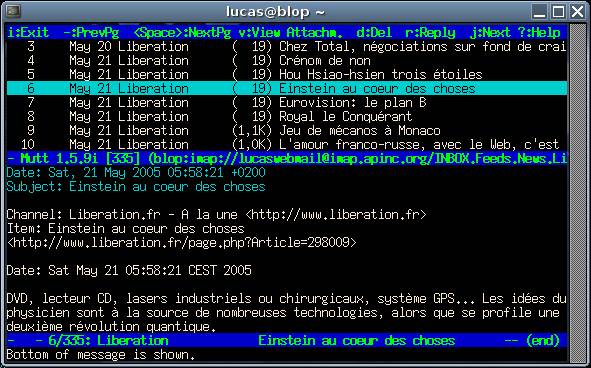 lucas@blop ~
i:Exit  -:PrevPg  <Space>:NextPg v:View Attachm.  d:Del  r:Reply  j:Next ?:Help
3     May 20 Liberation      (  19) Chez Total, négociations sur fond de crai
4     May 21 Liberation      (  19) Crénom de non
5     May 21 Liberation      (  19) Hou Hsiao-hsien trois étoiles
6     May 21 Liberation      (  19) Einstein au coeur des choses
7     May 21 Liberation      (  19) Eurovision: le plan B
8     May 21 Liberation      (  19) Royal le Conquérant
9     May 21 Liberation      (1,1K) Jeu de mécanos à Monaco
10     May 21 Liberation      (1,0K) L'amour franco-russe, avec le Web, c'est
- Mutt 1.5.9i [335] (blop:imap://lucaswebmail@imap.apinc.org/INBOX.Feeds.News.Li
Date: Sat, 21 May 2005 05:58:21 +0200
Subject: Einstein au coeur des choses
Channel: Liberation.fr - A la une <http://www.liberation.fr>
Item: Einstein au coeur des choses
<http://www.liberation.fr/page.php?Article=298009>
Date: Sat May 21 05:58:21 CEST 2005
DVD, lecteur CD, lasers industriels ou chirurgicaux, système GPS... Les idées du
physicien sont à la source de nombreuses technologies, alors que se profile une
deuxième révolution quantique.
-   - 6/335: Liberation             Einstein au coeur des choses       -- (end)
Bottom of message is shown.